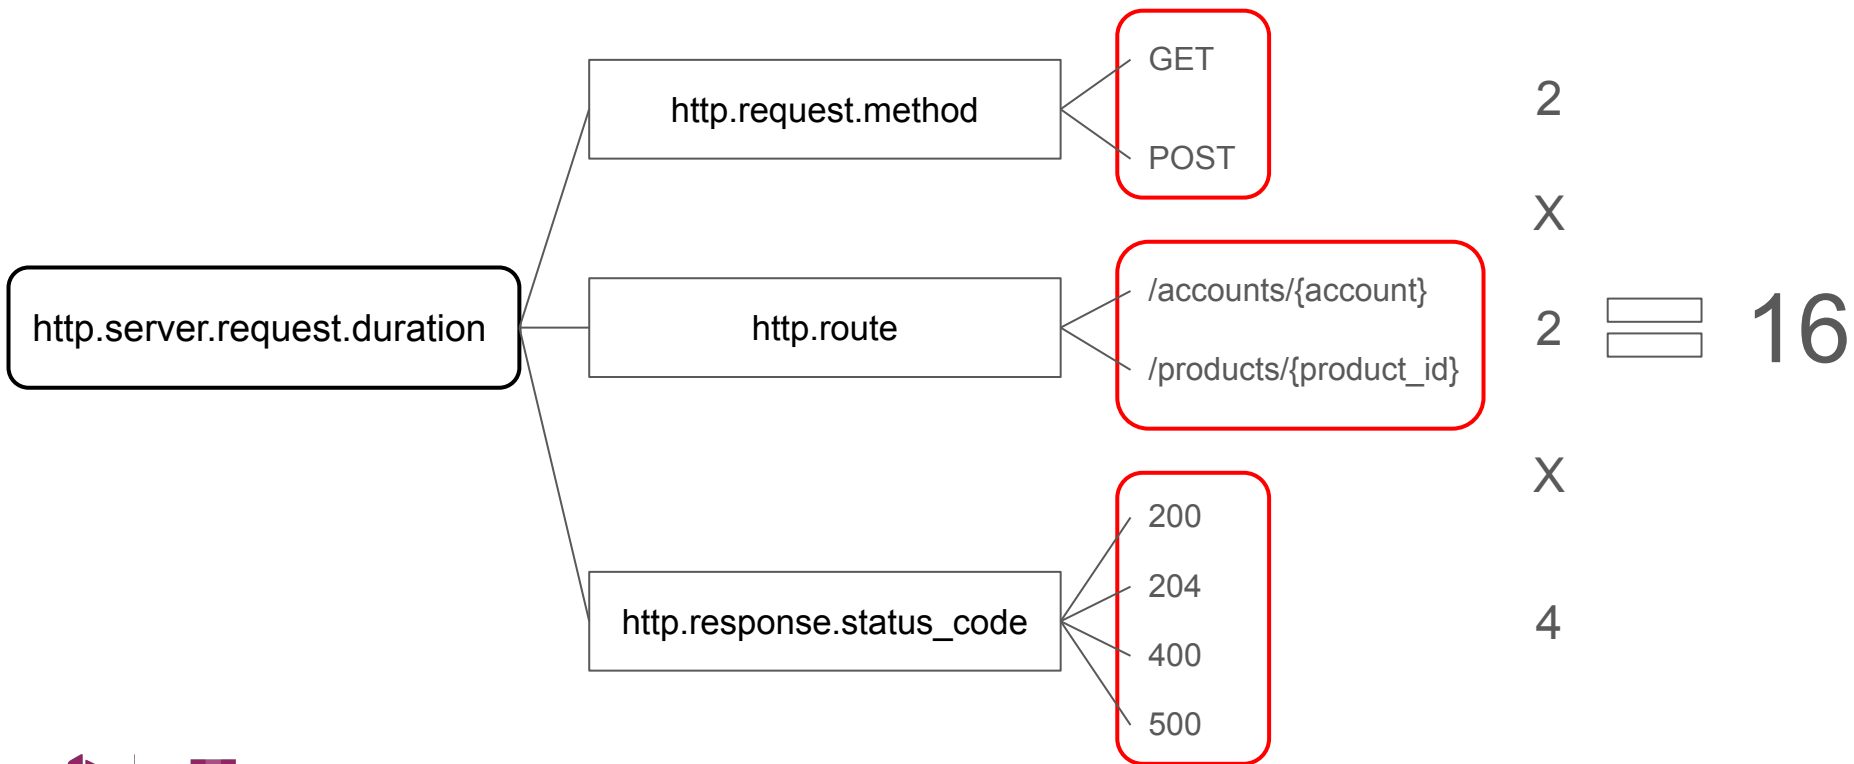 http.server.request.duration
http.request.method
GET
POST
2
X
http.route
/accounts/{account}
/products/{product_id}
2
16
X
http.response.status_code
200
204
400
500
4